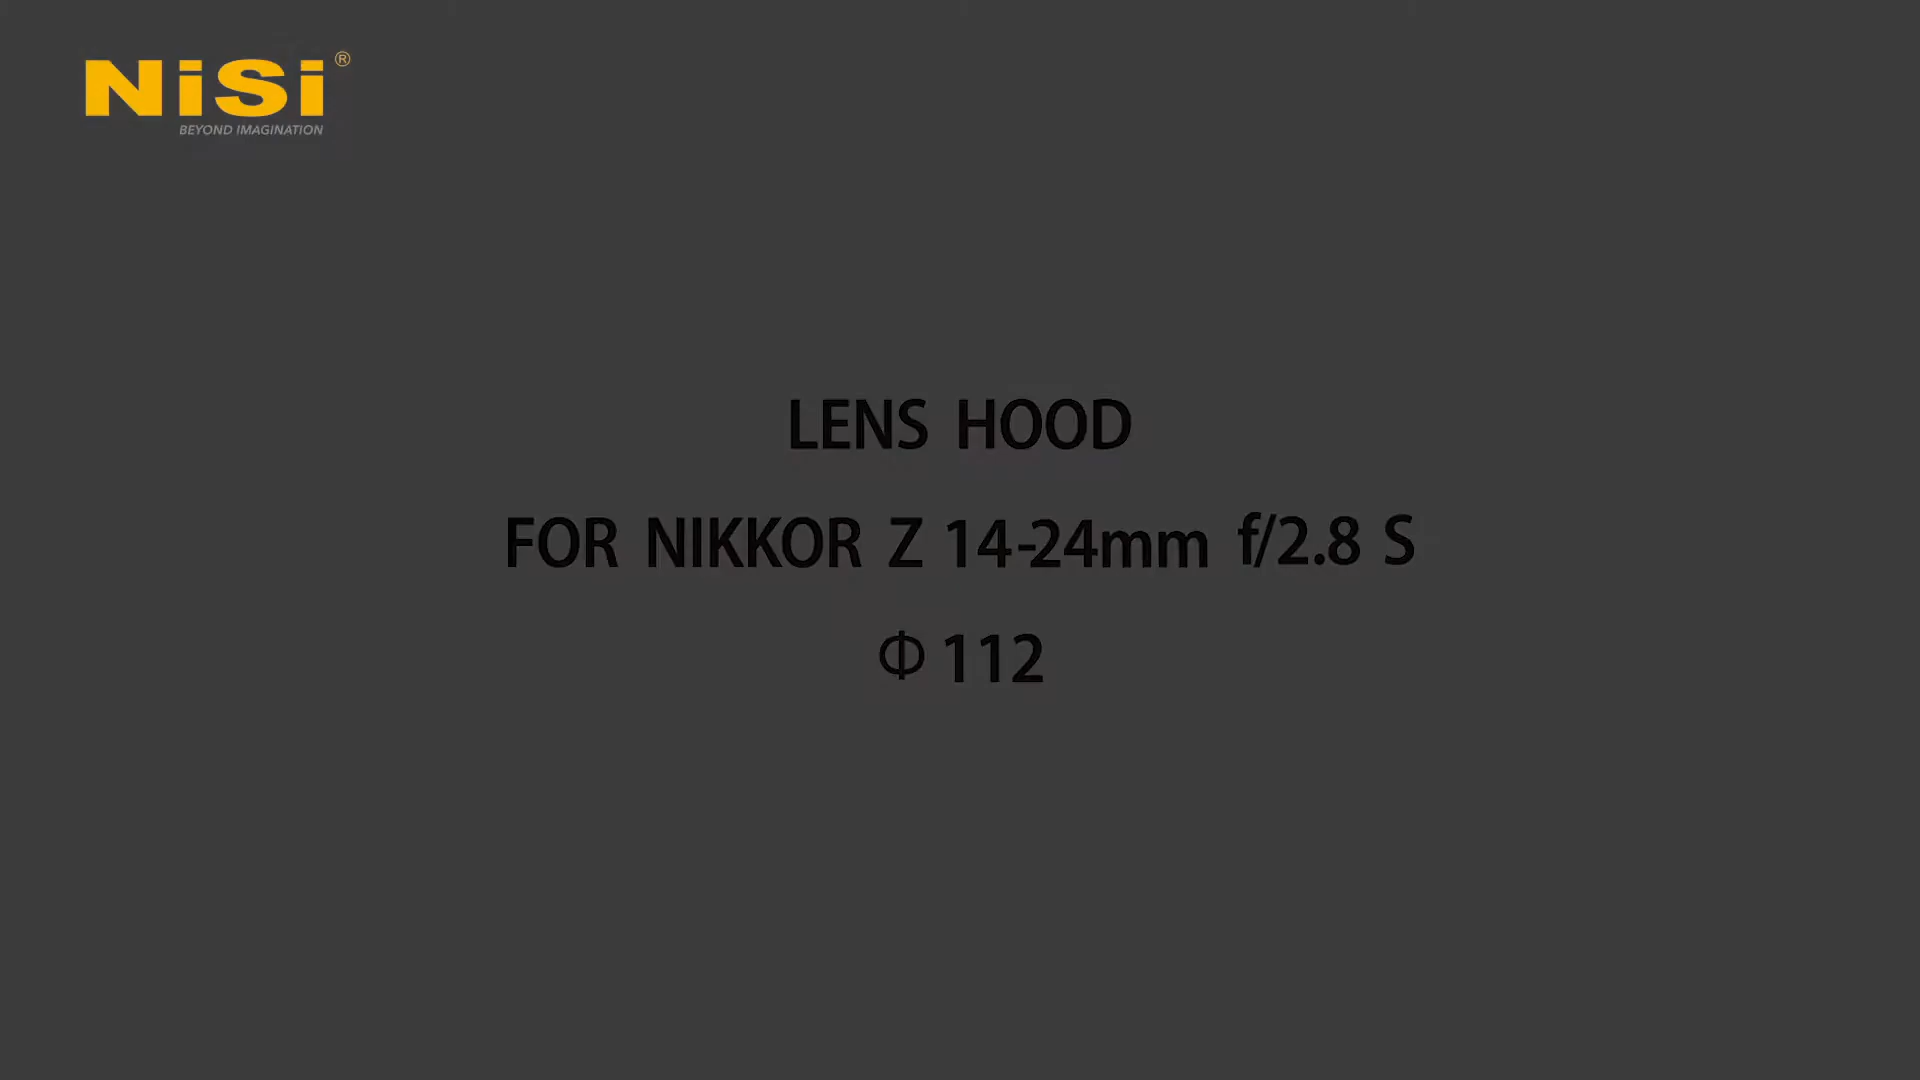 NiSi®
BEYOND IMAGINATION
LENS HOOD
FOR NIKKOR Z 14-24mm f/2.8 S
Φ112